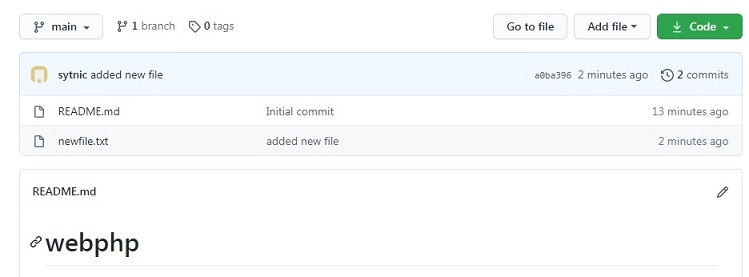 main 1 branch 0 tags Go to file Add file Code
sytnic added new file a0ba396 2 minutes ago 2 commits
README.md Initial commit 13 minutes ago
newfile.txt added new file 2 minutes ago
README.md
webphp